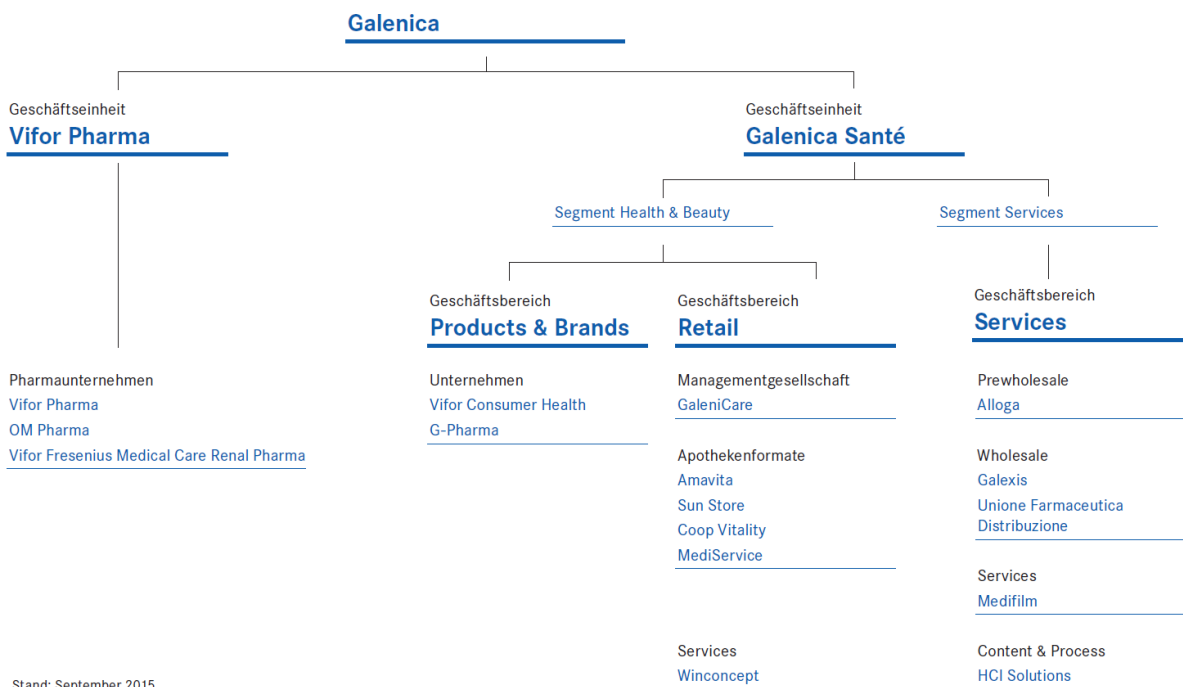 Galenica
Geschäftseinheit
Vifor Pharma
Geschäftseinheit
Galenica Santé
Segment Health & Beauty
Segment Services
Geschäftsbereich
Products & Brands
Geschäftsbereich
Retail
Geschäftsbereich
Services
Pharmaunternehmen
Vifor Pharma
OM Pharma
Vifor Fresenius Medical Care Renal Pharma
Unternehmen
Vifor Consumer Health
G-Pharma
Managementgesellschaft
GaleniCare
Apothekenformate
Amavita
Sun Store
Coop Vitality
MediService
Services
Winconcept
Prewholesale
Alloga
Wholesale
Galexis
Unione Farmaceutica
Distribuzione
Services
Medifilm
Content & Process
HCI Solutions
Stand: September 2015